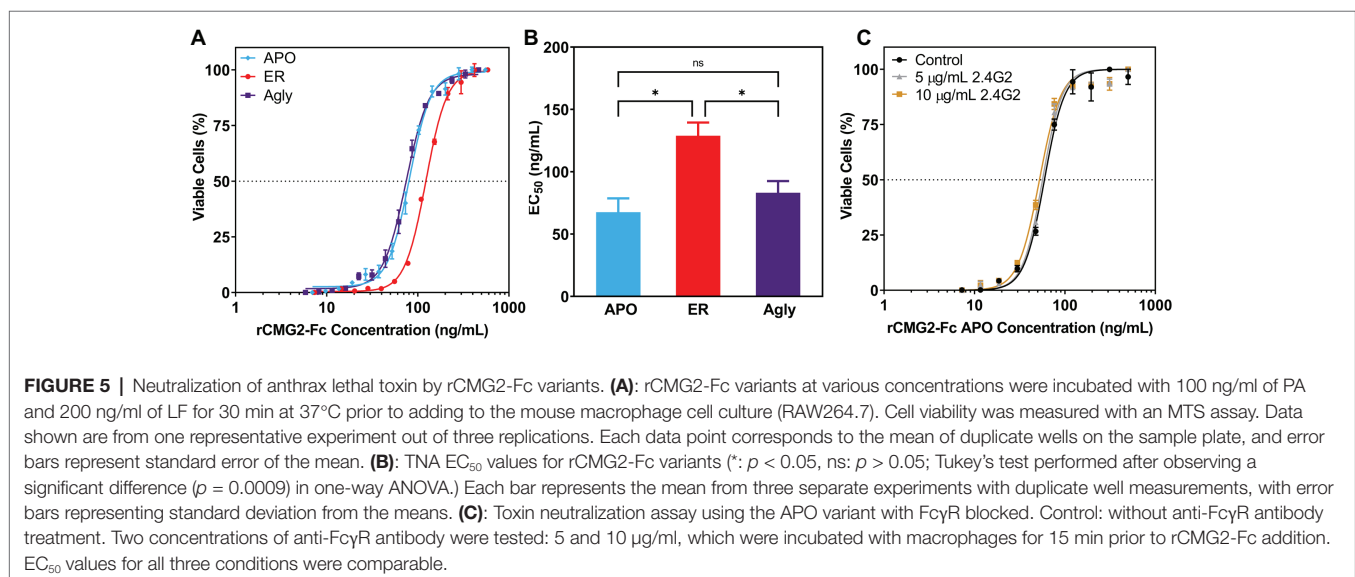 A
APO
ER
Agly
100
75
50
25
0
Viable Cells (%)
1 10 100 1000
rCMG2-Fc Concentration (ng/mL)
B
200
150
100
50
0
EC50 (ng/mL)
ns
* *
APO ER Agly
C
Control
5 µg/mL 2.4G2
10 µg/mL 2.4G2
100
75
50
25
0
Viable Cells (%)
1 10 100 1000
rCMG2-Fc APO Concentration (ng/mL)
FIGURE 5 | Neutralization of anthrax lethal toxin by rCMG2-Fc variants. (A): rCMG2-Fc variants at various concentrations were incubated with 100 ng/ml of PA
and 200 ng/ml of LF for 30 min at 37°C prior to adding to the mouse macrophage cell culture (RAW264.7). Cell viability was measured with an MTS assay. Data
shown are from one representative experiment out of three replications. Each data point corresponds to the mean of duplicate wells on the sample plate, and error
bars represent standard error of the mean. (B): TNA EC50 values for rCMG2-Fc variants (*: p < 0.05, ns: p > 0.05; Tukey's test performed after observing a
significant difference (p = 0.0009) in one-way ANOVA.) Each bar represents the mean from three separate experiments with duplicate well measurements, with error
bars representing standard deviation from the means. (C): Toxin neutralization assay using the APO variant with FcγR blocked. Control: without anti-FcγR antibody
treatment. Two concentrations of anti-FcγR antibody were tested: 5 and 10 µg/ml, which were incubated with macrophages for 15 min prior to rCMG2-Fc addition.
EC50 values for all three conditions were comparable.